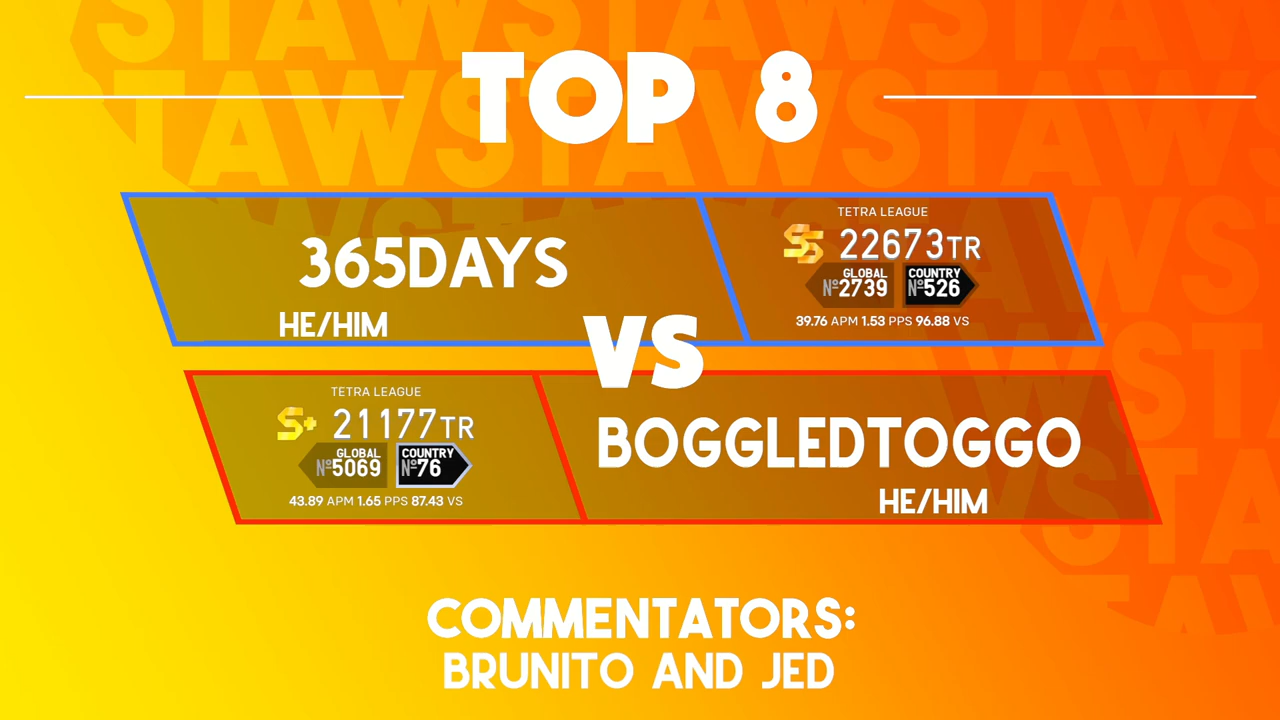 TOP 8
365DAYS
HE/HIM
TETRA LEAGUE
SS 22673TR
GLOBAL
Nº2739
COUNTRY
Nº526
39.76 APM 1.53 PPS 96.88 VS
VS
TETRA LEAGUE
S+ 21177TR
GLOBAL
Nº5069
COUNTRY
Nº76
43.89 APM 1.65 PPS 87.43 VS
BOGGLEDTOGGO
HE/HIM
COMMENTATORS:
BRUNITO AND JED